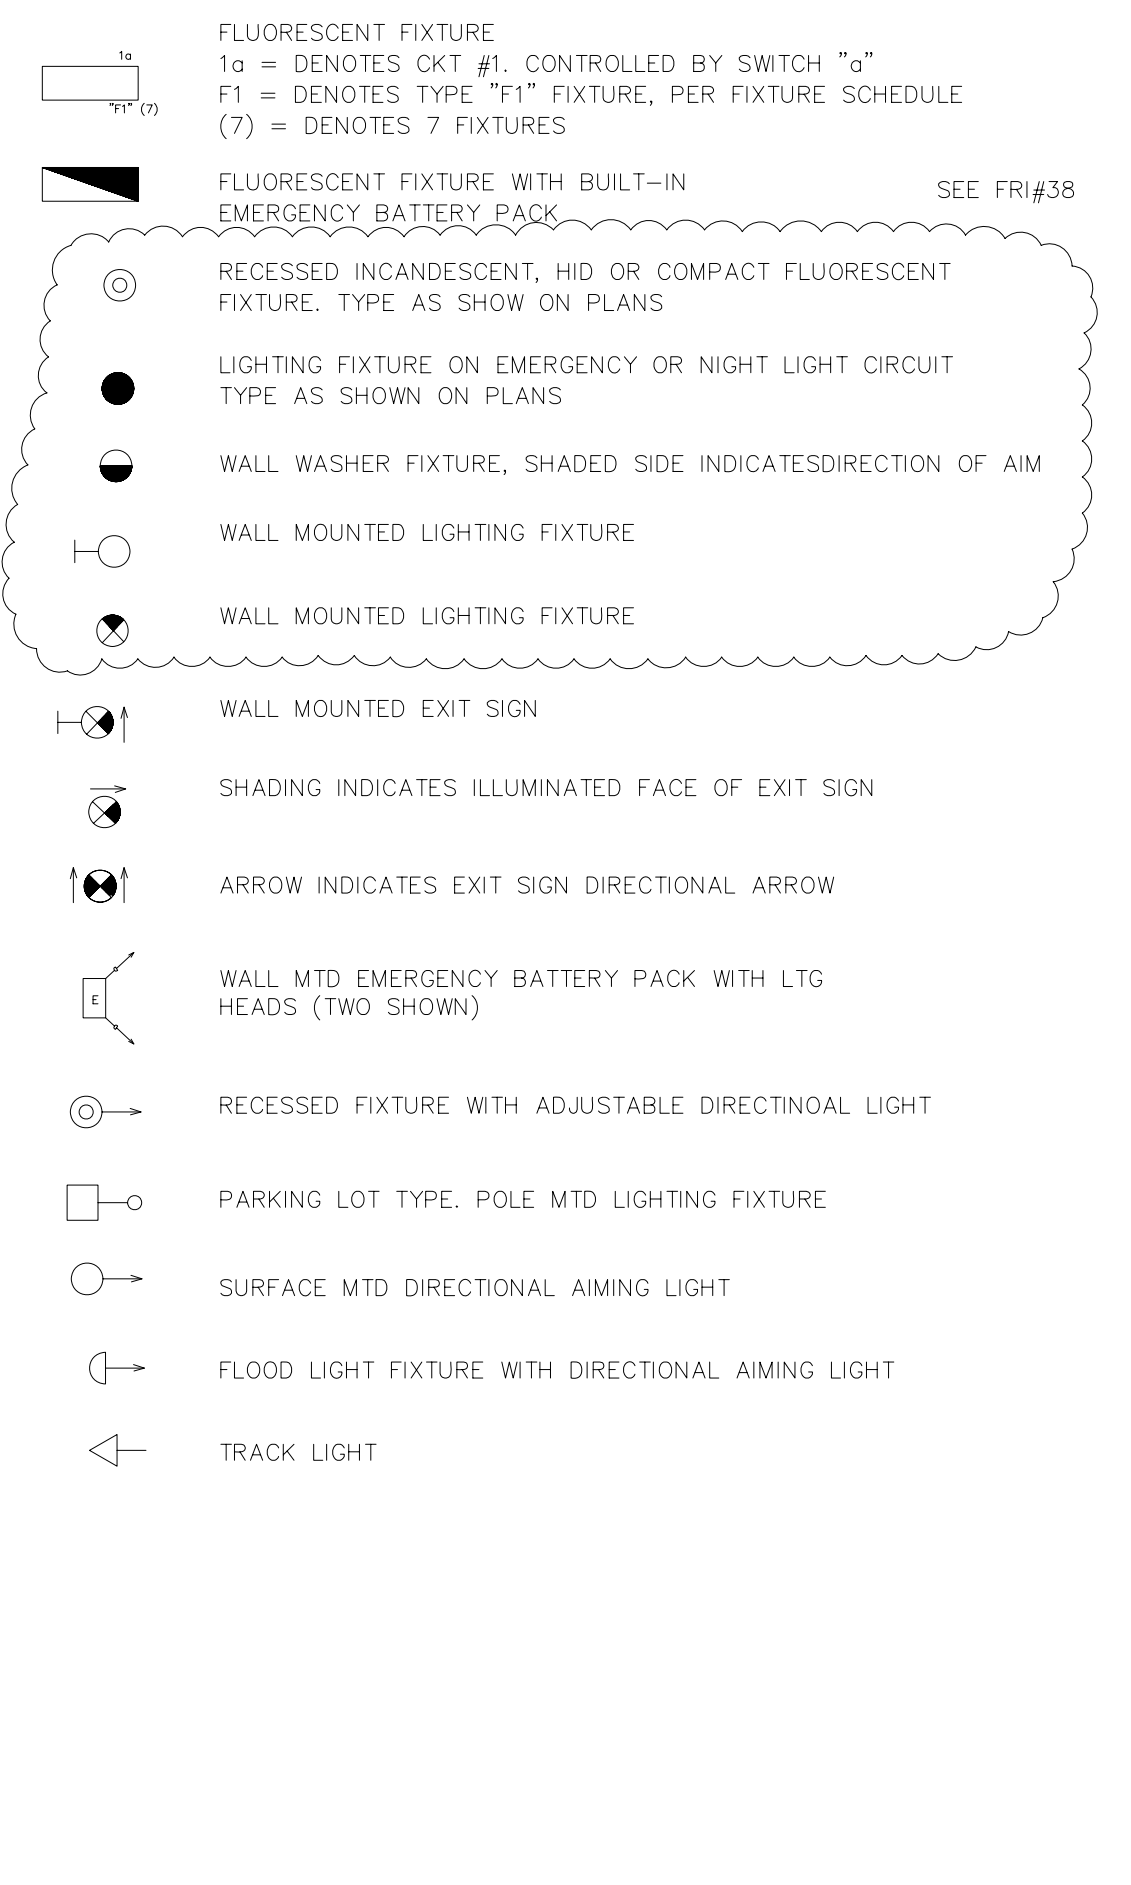 FLUORESCENT FIXTURE
1a
1a = DENOTES CKT #1. CONTROLLED BY SWITCH "a"
F1 = DENOTES TYPE "F1" FIXTURE, PER FIXTURE SCHEDULE
"F1" (7)
(7) = DENOTES 7 FIXTURES
FLUORESCENT FIXTURE WITH BUILT-IN
EMERGENCY BATTERY PACK
SEE FRI#38
RECESSED INCANDESCENT, HID OR COMPACT FLUORESCENT
FIXTURE. TYPE AS SHOW ON PLANS
LIGHTING FIXTURE ON EMERGENCY OR NIGHT LIGHT CIRCUIT
TYPE AS SHOWN ON PLANS
WALL WASHER FIXTURE, SHADED SIDE INDICATESDIRECTION OF AIM
WALL MOUNTED LIGHTING FIXTURE
WALL MOUNTED LIGHTING FIXTURE
WALL MOUNTED EXIT SIGN
SHADING INDICATES ILLUMINATED FACE OF EXIT SIGN
ARROW INDICATES EXIT SIGN DIRECTIONAL ARROW
E
WALL MTD EMERGENCY BATTERY PACK WITH LTG
HEADS (TWO SHOWN)
RECESSED FIXTURE WITH ADJUSTABLE DIRECTINOAL LIGHT
PARKING LOT TYPE. POLE MTD LIGHTING FIXTURE
SURFACE MTD DIRECTIONAL AIMING LIGHT
FLOOD LIGHT FIXTURE WITH DIRECTIONAL AIMING LIGHT
TRACK LIGHT